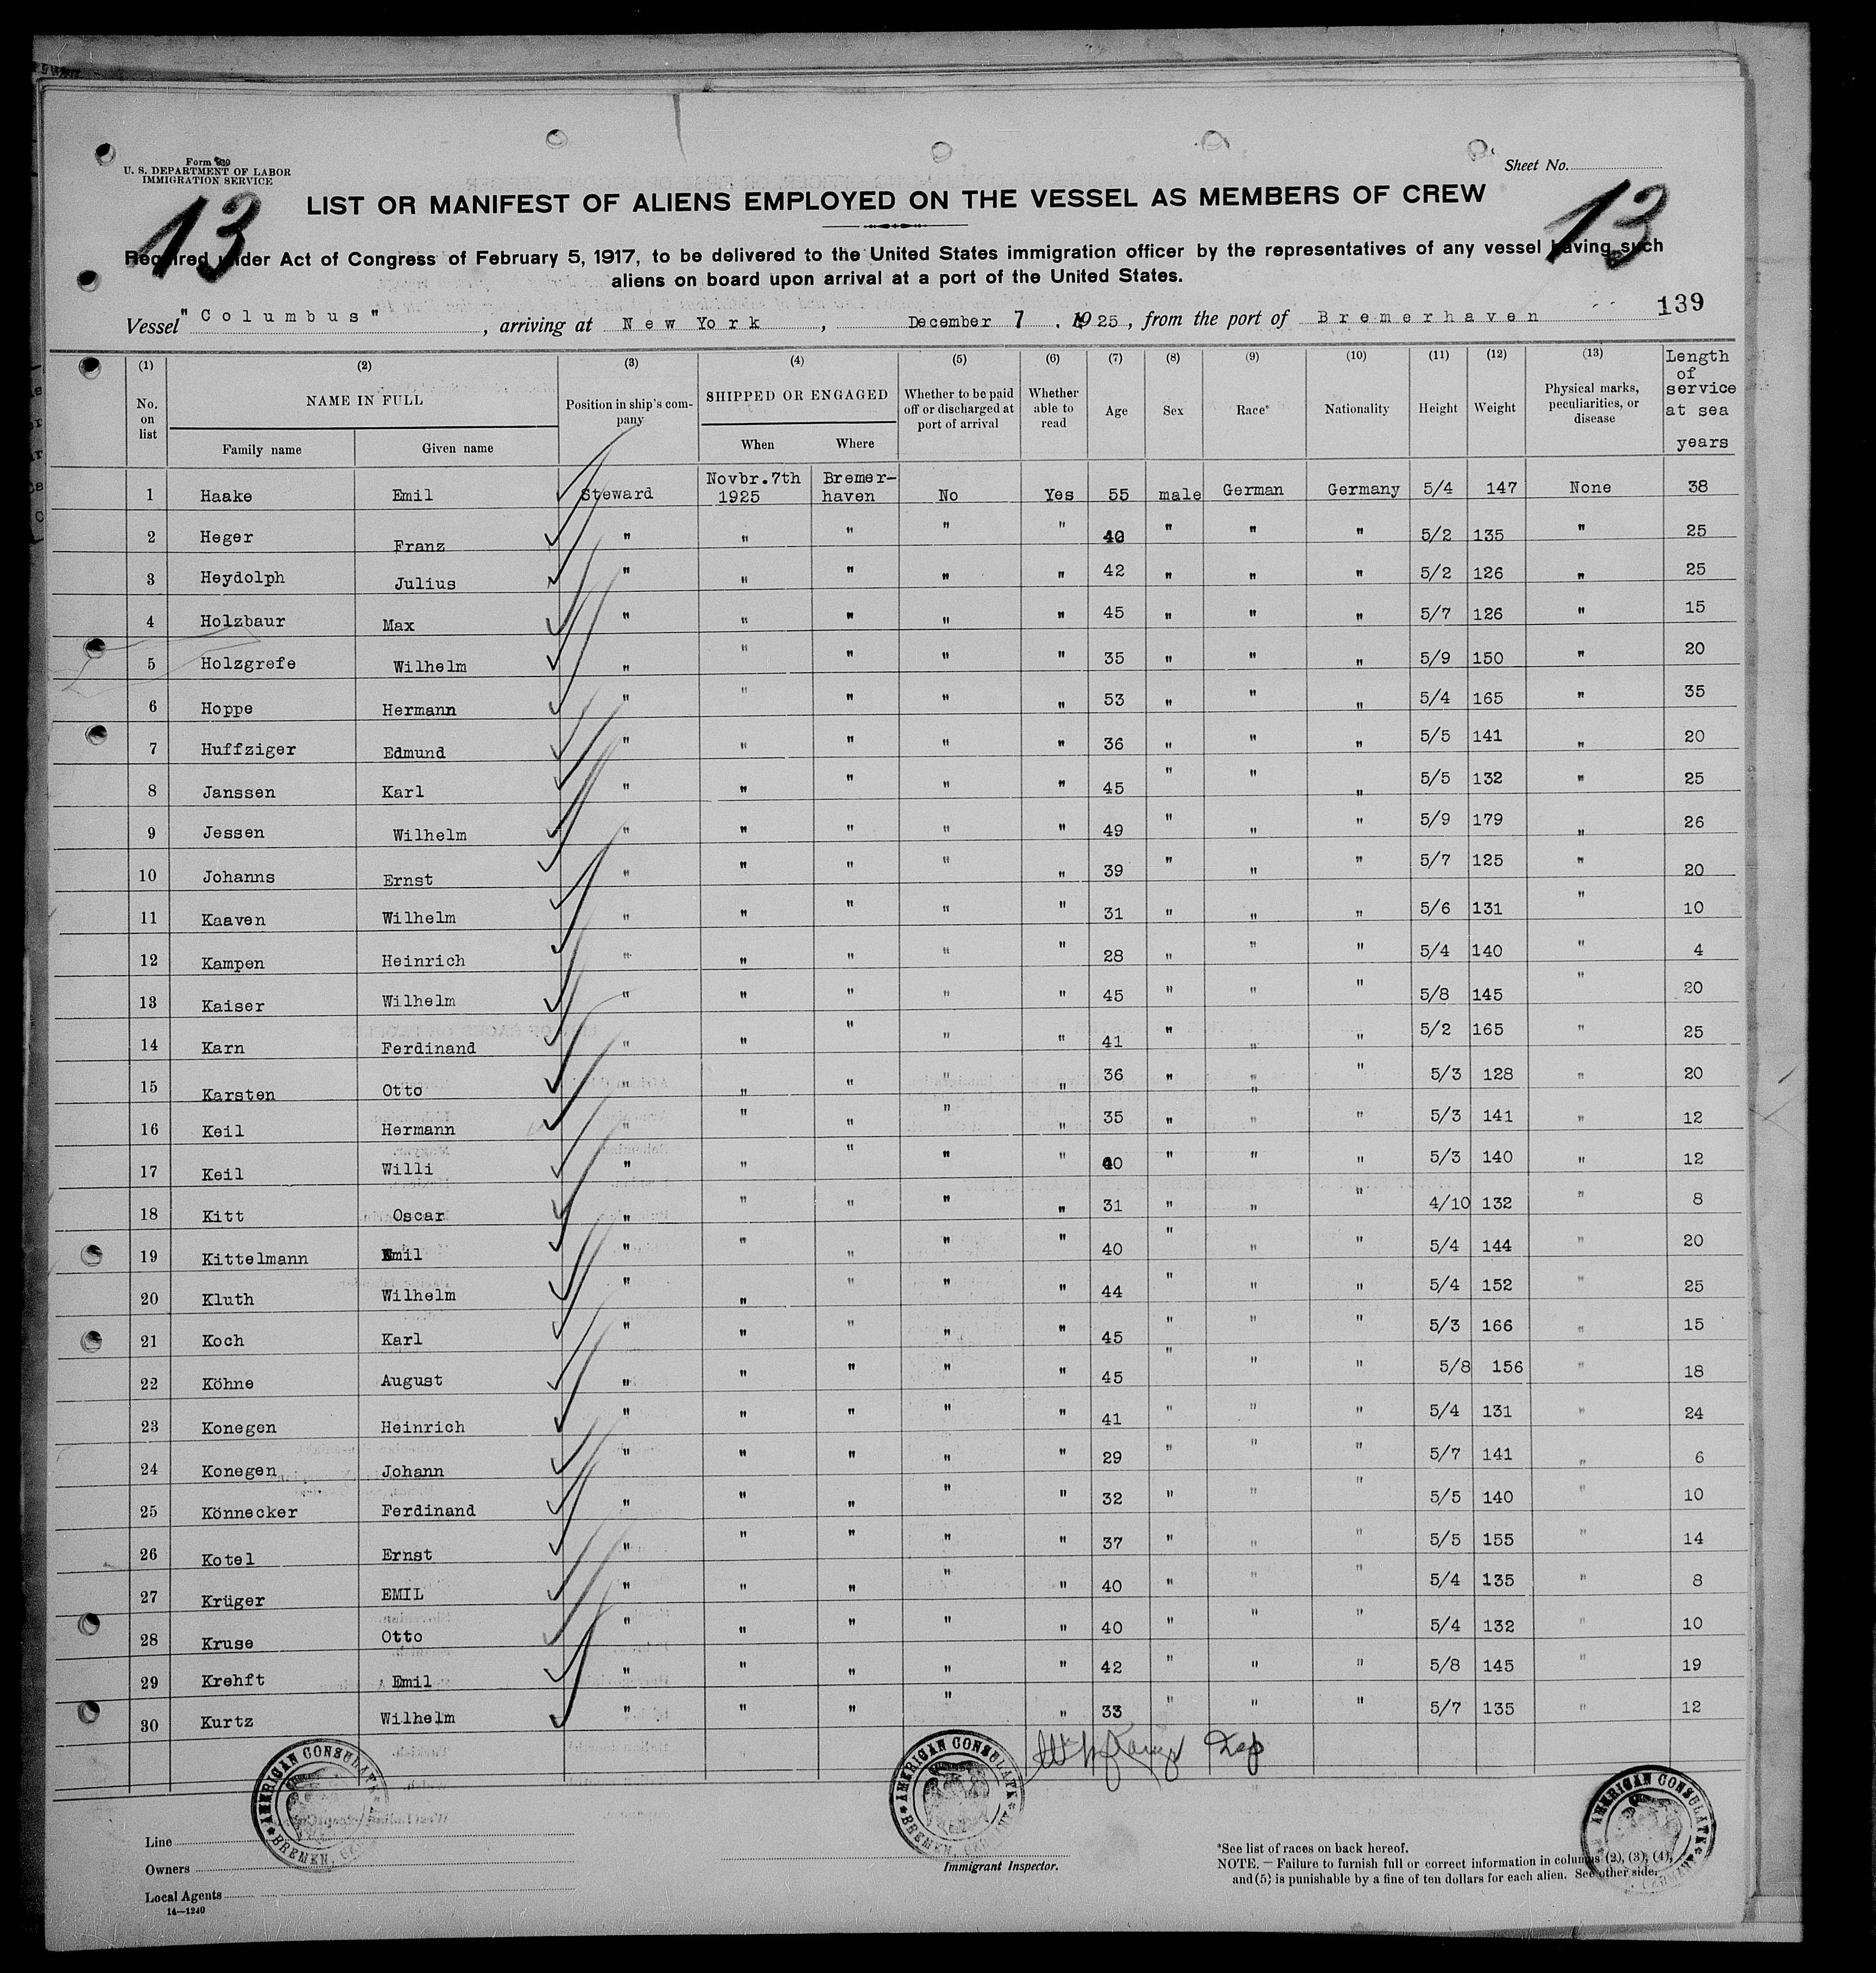 Form 689
U. S. DEPARTMENT OF LABOR
IMMIGRATION SERVICE
Sheet No.
13
13
LIST OR MANIFEST OF ALIENS EMPLOYED ON THE VESSEL AS MEMBERS OF CREW
Required under Act of Congress of February 5, 1917, to be delivered to the United States immigration officer by the representatives of any vessel having such
aliens on board upon arrival at a port of the United States.
Vessel "Columbus", arriving at New York, December 7, 1925, from the port of Bremerhaven 139
(1) (2) (3) (4) (5) (6) (7) (8) (9) (10) (11) (12) (13) Length of service at sea years
No. on list NAME IN FULL Position in ship's company SHIPPED OR ENGAGED Whether to be paid off or discharged at port of arrival Whether able to read Age Sex Race* Nationality Height Weight Physical marks, peculiarities, or disease
Family name Given name When Where
1 Haake Emil Steward Novbr. 7th 1925 Bremer-haven No Yes 55 male German Germany 5/4 147 None 38
2 Heger Franz " " " " " 40 " " " 5/2 135 " 25
3 Heydolph Julius " " " " " 42 " " " 5/2 126 " 25
4 Holzbaur Max " " " " " 45 " " " 5/7 126 " 15
5 Holzgrefe Wilhelm " " " " " 35 " " " 5/9 150 " 20
6 Hoppe Hermann " " " " " 53 " " " 5/4 165 " 35
7 Huffziger Edmund " " " " " 36 " " " 5/5 141 " 20
8 Janssen Karl " " " " " 45 " " " 5/5 132 " 25
9 Jessen Wilhelm " " " " " 49 " " " 5/9 179 " 26
10 Johanns Ernst " " " " " 39 " " " 5/7 125 " 20
11 Kaaven Wilhelm " " " " " 31 " " " 5/6 131 " 10
12 Kampen Heinrich " " " " " 28 " " " 5/4 140 " 4
13 Kaiser Wilhelm " " " " " 45 " " " 5/8 145 " 20
14 Karn Ferdinand " " " " " 41 " " " 5/2 165 " 25
15 Karsten Otto " " " " " 36 " " " 5/3 128 " 20
16 Keil Hermann " " " " " 35 " " " 5/3 141 " 12
17 Keil Willi " " " " " 40 " " " 5/3 140 " 12
18 Kitt Oscar " " " " " 31 " " " 4/10 132 " 8
19 Kittelmann Emil " " " " " 40 " " " 5/4 144 " 20
20 Kluth Wilhelm " " " " " 44 " " " 5/4 152 " 25
21 Koch Karl " " " " " 45 " " " 5/3 166 " 15
22 Köhne August " " " " " 45 " " " 5/8 156 " 18
23 Konegen Heinrich " " " " " 41 " " " 5/4 131 " 24
24 Konegen Johann " " " " " 29 " " " 5/7 141 " 6
25 Könnecker Ferdinand " " " " " 32 " " " 5/5 140 " 10
26 Kotel Ernst " " " " " 37 " " " 5/5 155 " 14
27 Krüger EMIL " " " " " 40 " " " 5/4 135 " 8
28 Kruse Otto " " " " " 40 " " " 5/4 132 " 10
29 Krehft Emil " " " " " 42 " " " 5/8 145 " 19
30 Kurtz Wilhelm " " " " " 33 " " " 5/7 135 " 12
AMERICAN CONSULATE BREMEN,
AMERICAN CONSULATE BREMEN,
AMERICAN CONSULATE
Line
Owners
Local Agents
14—1240
Immigrant Inspector.
*See list of races on back hereof.
NOTE.—Failure to furnish full or correct information in columns (2), (3), (4),
and (5) is punishable by a fine of ten dollars for each alien. See other side.